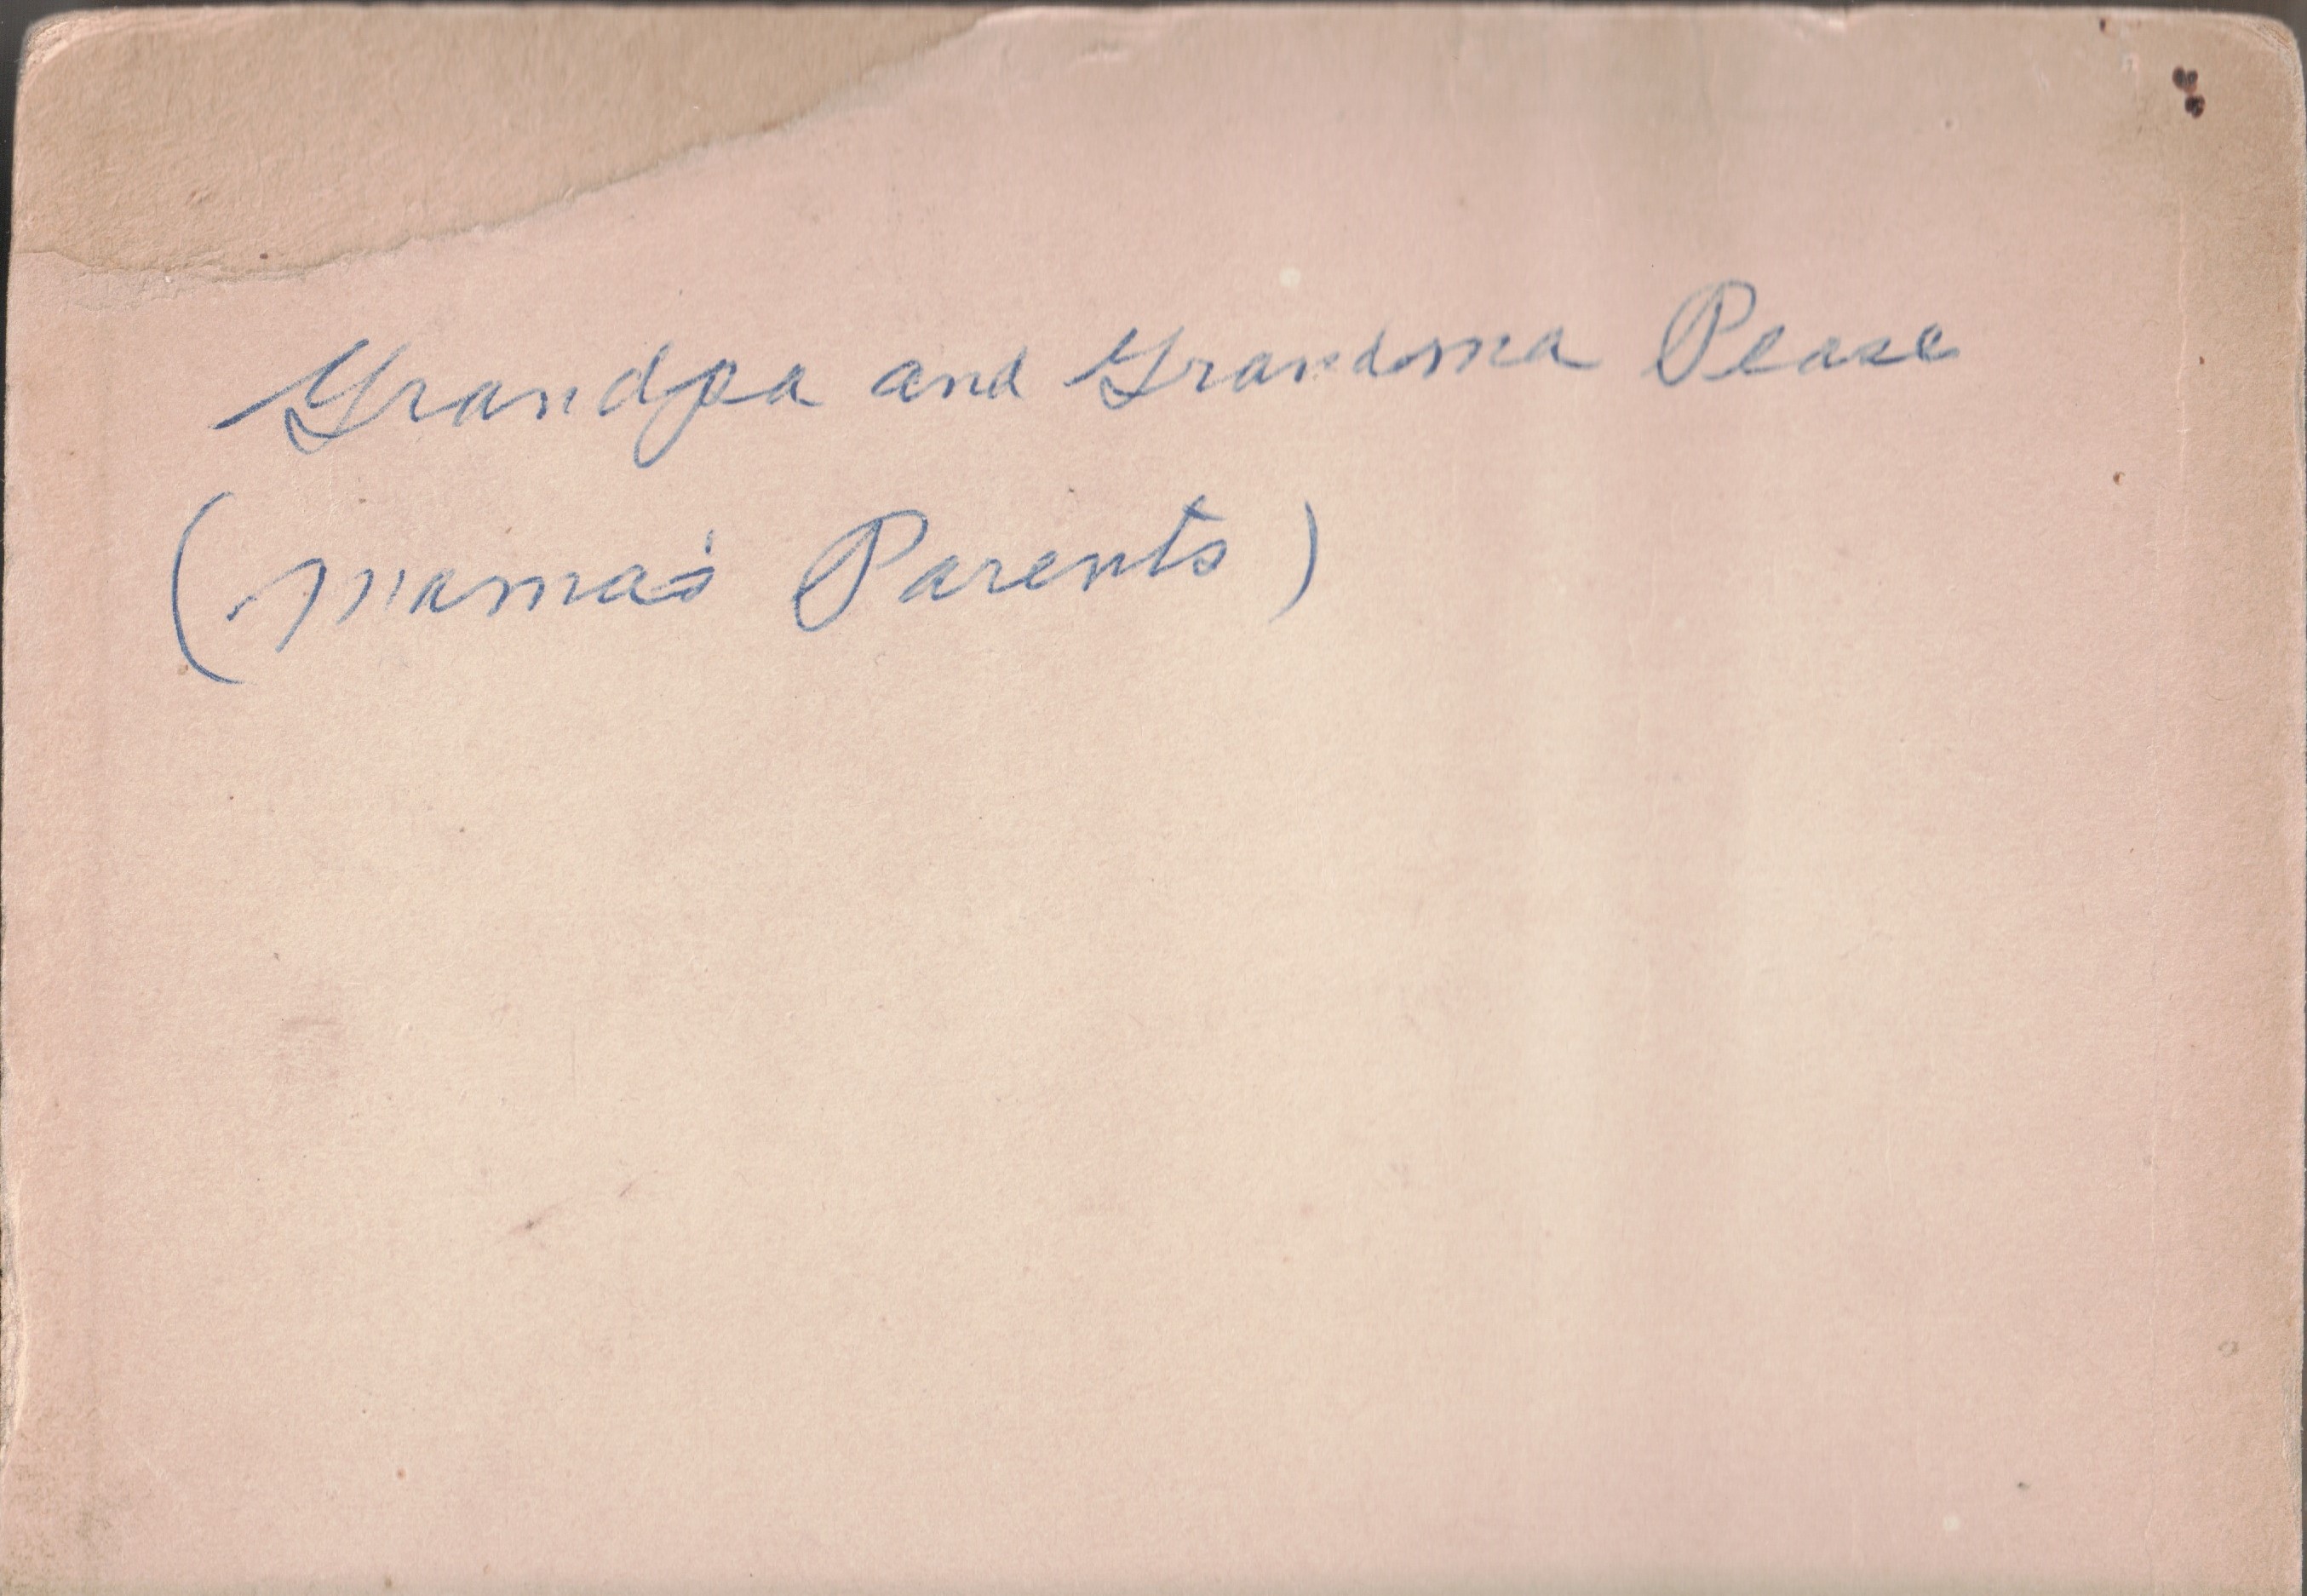 Grandpa and Grandma Pease
(Mama's Parents)